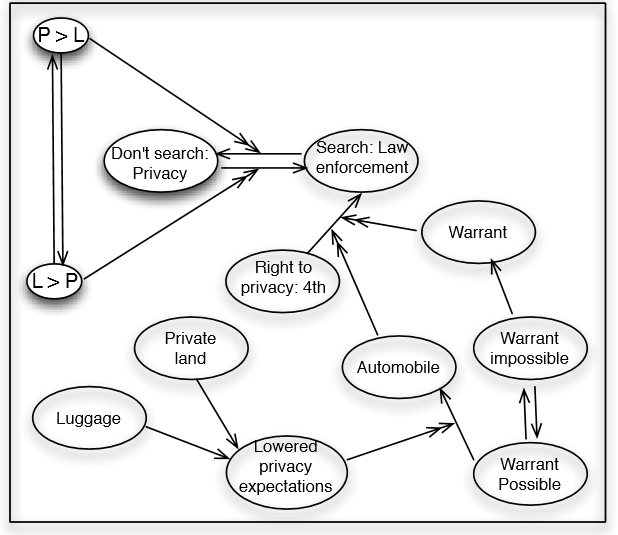 P > L
Don't search:
Privacy
Search: Law
enforcement
Warrant
L > P
Right to
privacy: 4th
Private
land
Automobile
Warrant
impossible
Luggage
Lowered
privacy
expectations
Warrant
Possible